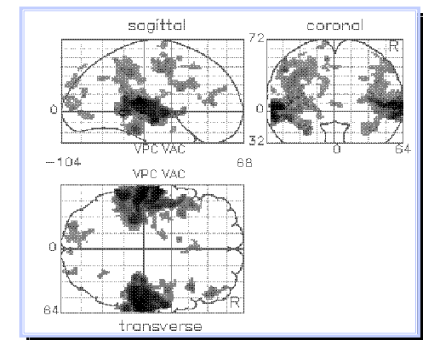 sagittal coronal
72
R
0 0
32
VPC VAC 0 64
-104 68
VPC VAC
0
64 R
transverse